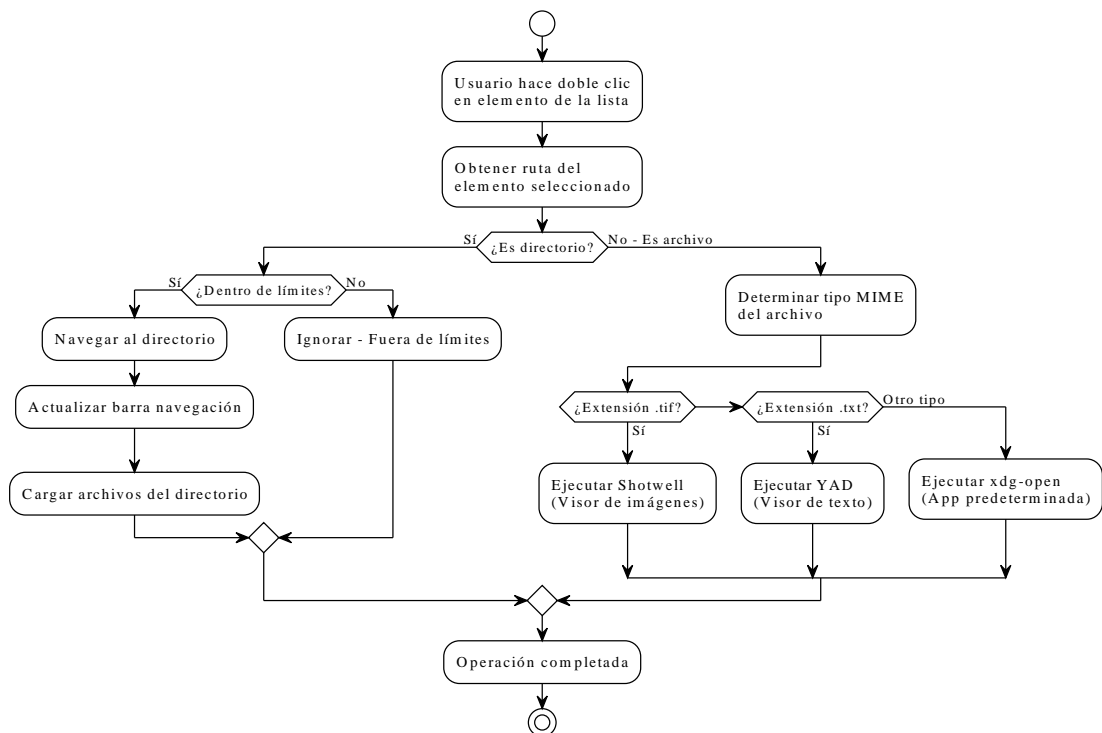 Usuario hace doble clic
en elemento de la lista
Obtener ruta del
elemento seleccionado
¿Es directorio?
Sí
No - Es archivo
¿Dentro de límites?
Sí
No
Navegar al directorio
Actualizar barra navegación
Cargar archivos del directorio
Ignorar - Fuera de límites
Determinar tipo MIME
del archivo
¿Extensión .tif?
Sí
¿Extensión .txt?
Sí
Otro tipo
Ejecutar Shotwell
(Visor de imágenes)
Ejecutar YAD
(Visor de texto)
Ejecutar xdg-open
(App predeterminada)
Operación completada